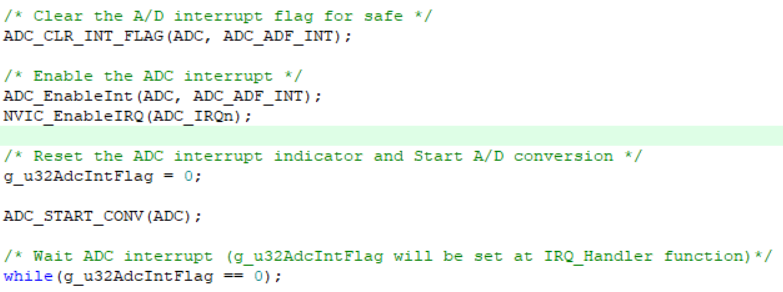 /* Clear the A/D interrupt flag for safe */
ADC_CLR_INT_FLAG(ADC, ADC_ADF_INT);
/* Enable the ADC interrupt */
ADC_EnableInt(ADC, ADC_ADF_INT);
NVIC_EnableIRQ(ADC_IRQn);
/* Reset the ADC interrupt indicator and Start A/D conversion */
g_u32AdcIntFlag = 0;
ADC_START_CONV(ADC);
/* Wait ADC interrupt (g_u32AdcIntFlag will be set at IRQ_Handler function)*/
while(g_u32AdcIntFlag == 0);